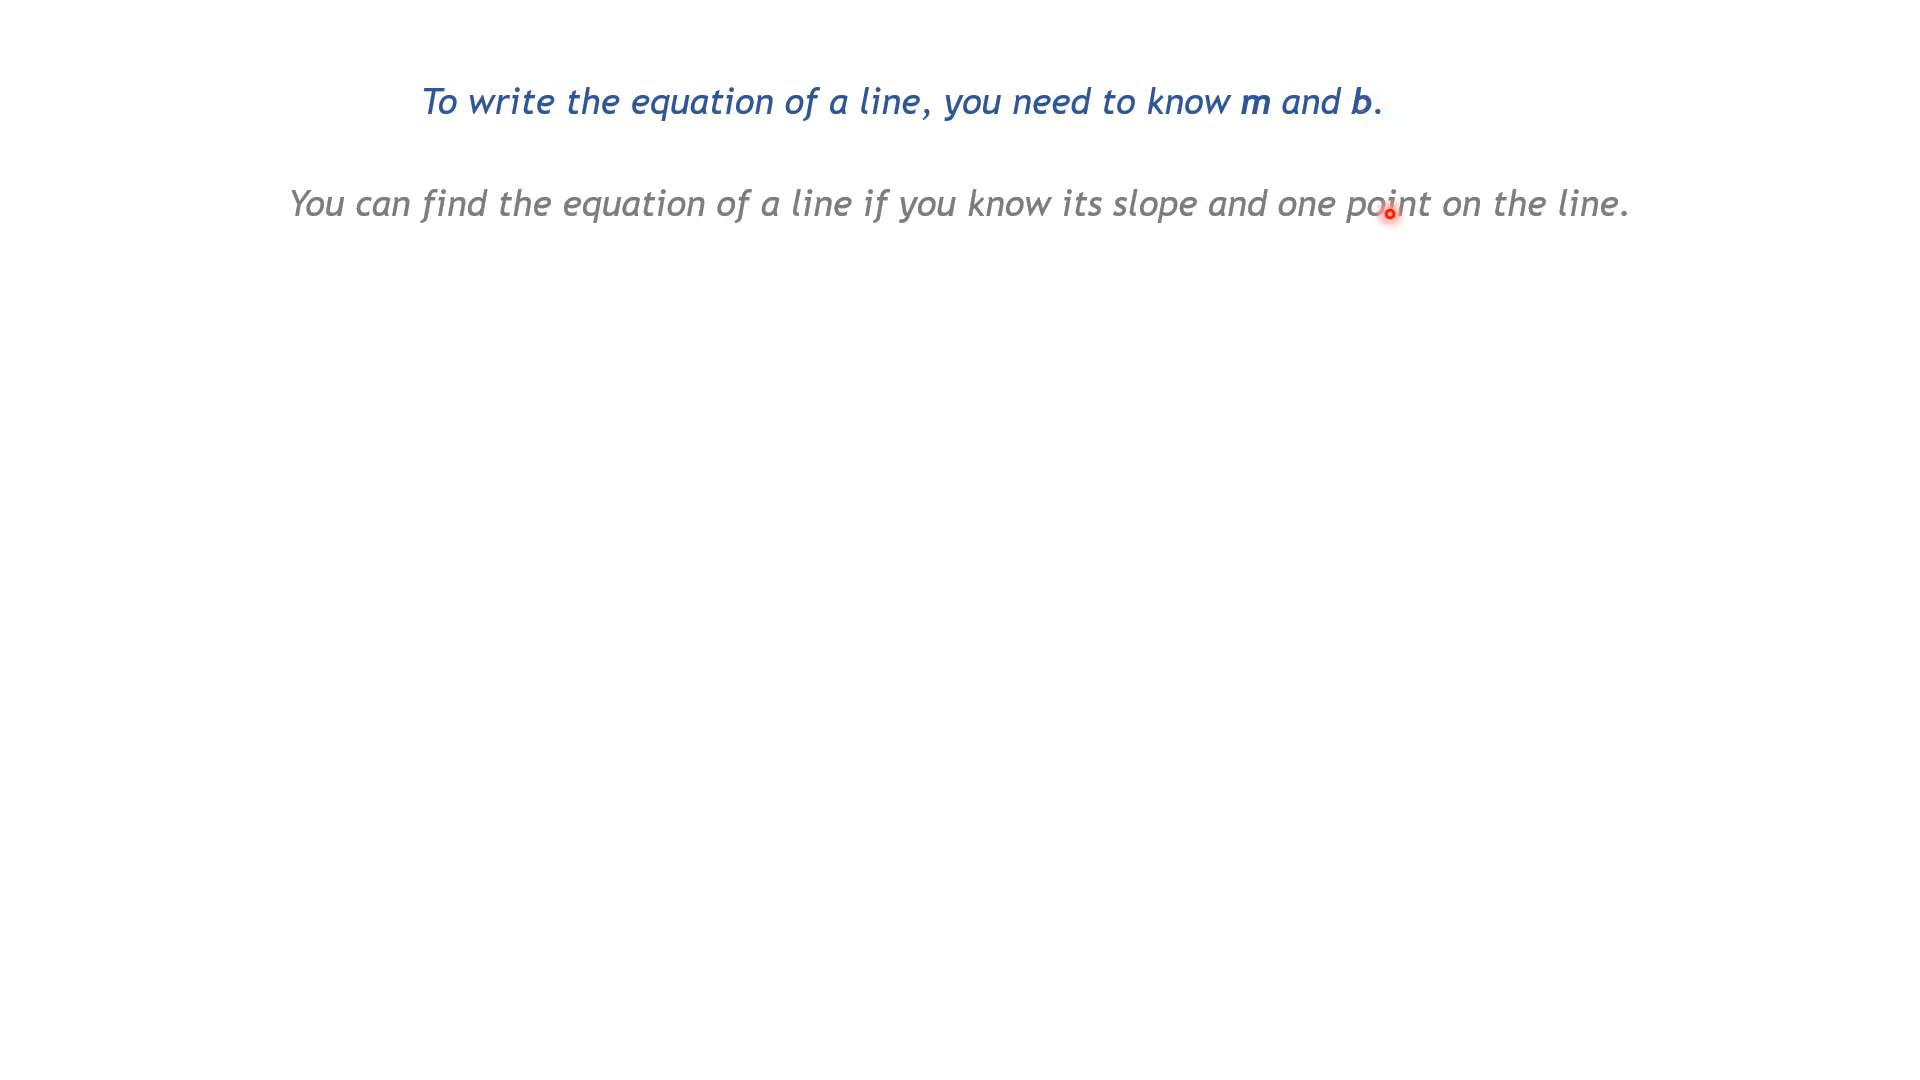 To write the equation of a line, you need to know m and b.
You can find the equation of a line if you know its slope and one point on the line.